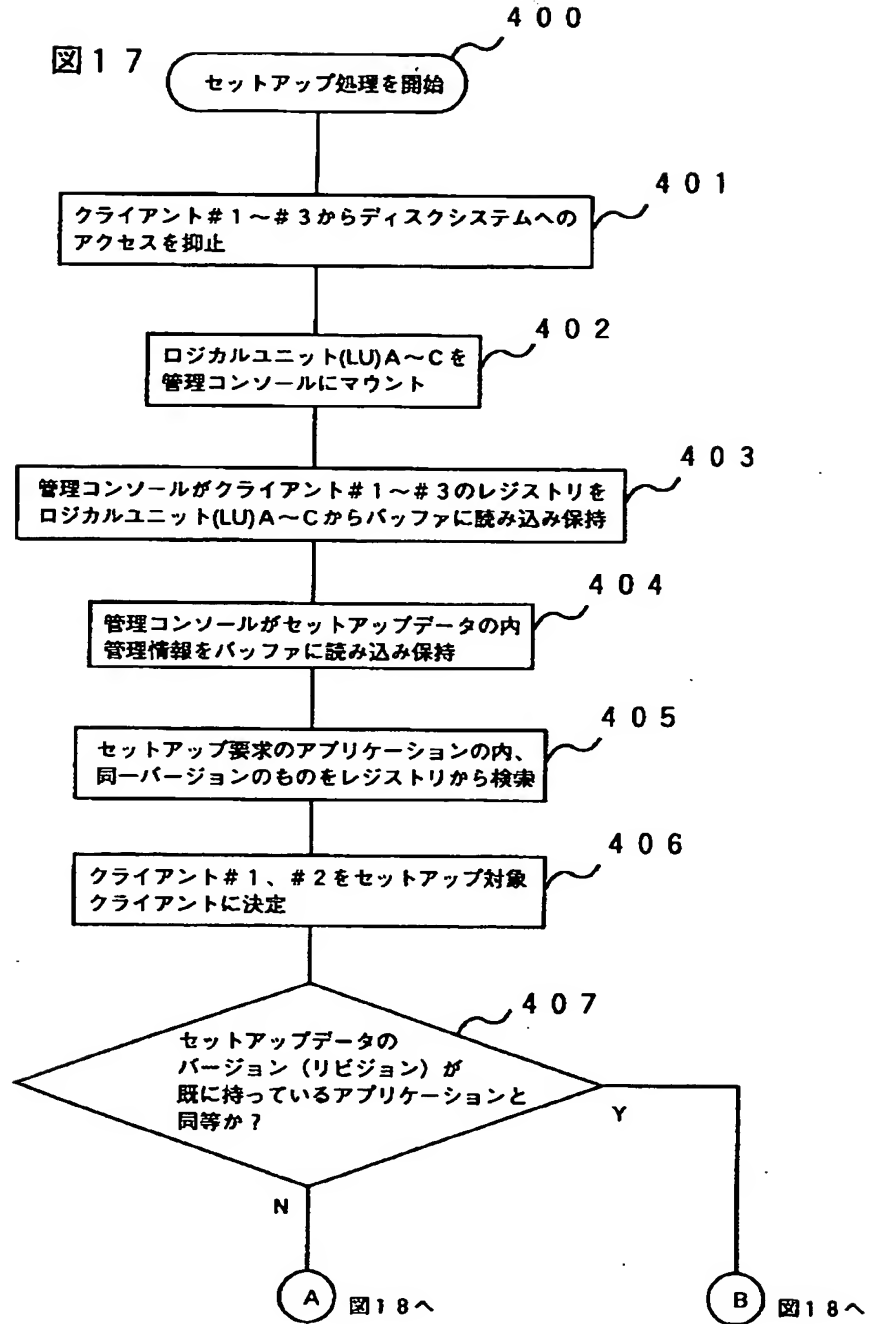 図17
400
セットアップ処理を開始
401
クライアント#1〜#3からディスクシステムへの
アクセスを抑止
402
ロジカルユニット(LU)A〜Cを
管理コンソールにマウント
403
管理コンソールがクライアント#1〜#3のレジストリを
ロジカルユニット(LU)A〜Cからバッファに読み込み保持
404
管理コンソールがセットアップデータの内
管理情報をバッファに読み込み保持
405
セットアップ要求のアプリケーションの内、
同一バージョンのものをレジストリから検索
406
クライアント#1、#2をセットアップ対象
クライアントに決定
407
セットアップデータの
バージョン(リビジョン)が
既に持っているアプリケーションと
同等か?
Y
N
A 図18へ
B 図18へ